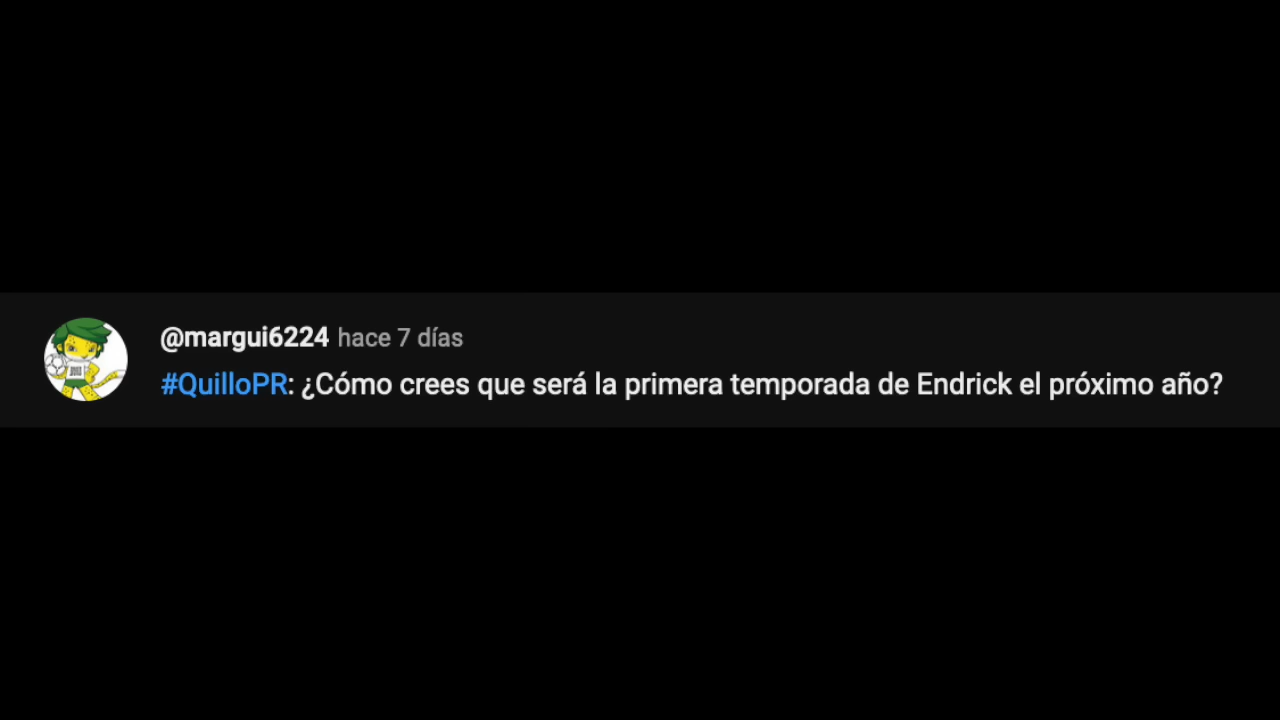 @margui6224 hace 7 días
#QuilloPR: ¿Cómo crees que será la primera temporada de Endrick el próximo año?